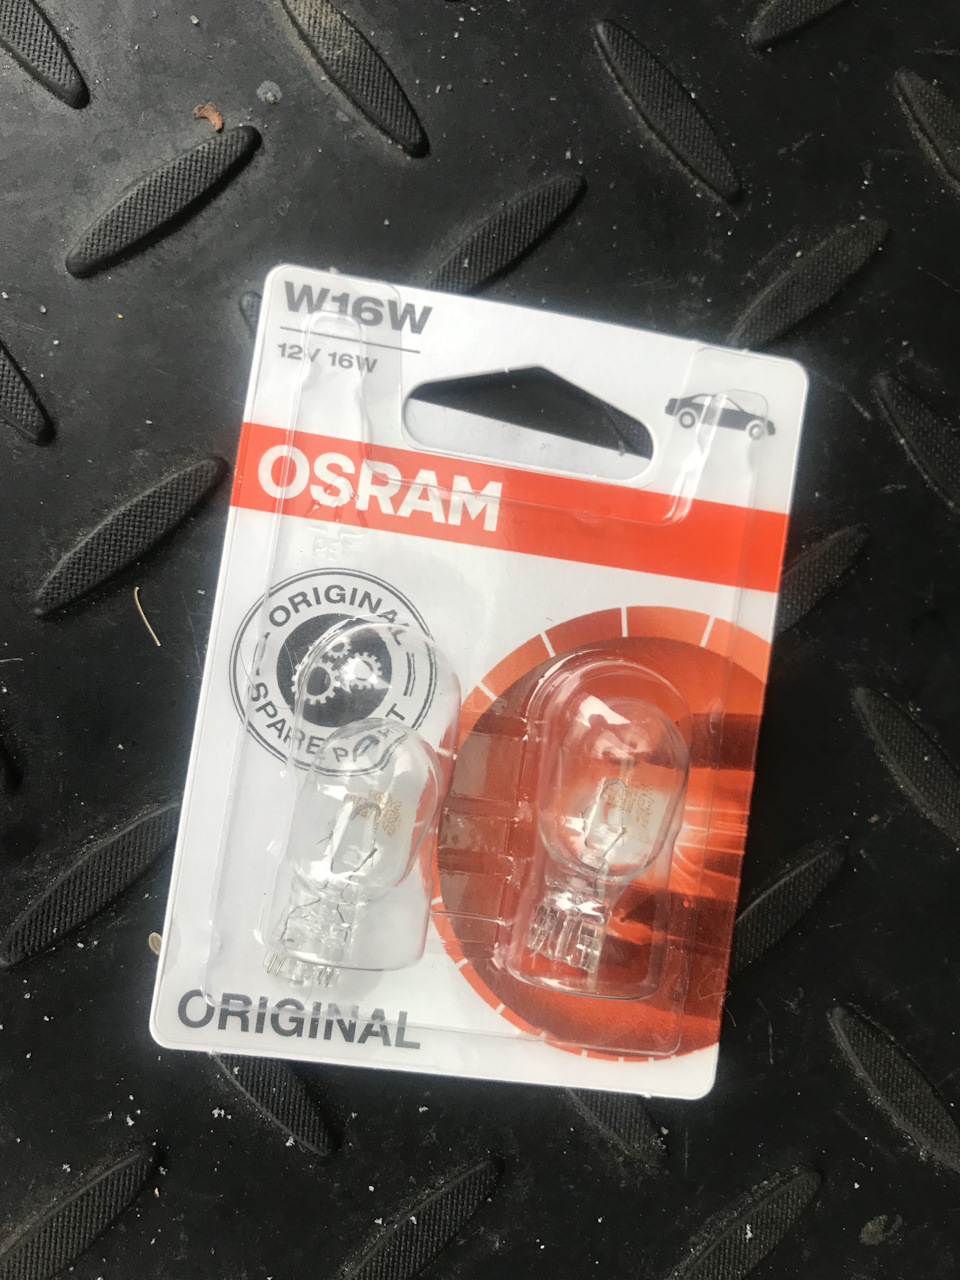 W16W
12V 16W
OSRAM
ORIGINAL
SPARE PART
ORIGINAL